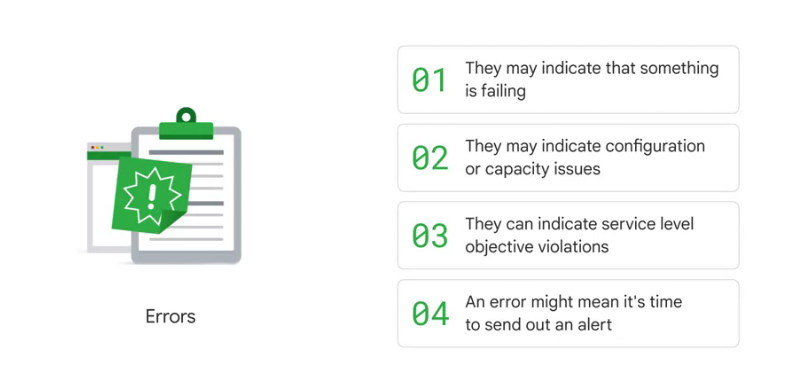 01 They may indicate that something
is failing
02 They may indicate configuration
or capacity issues
03 They can indicate service level
objective violations
04 An error might mean it's time
to send out an alert
Errors